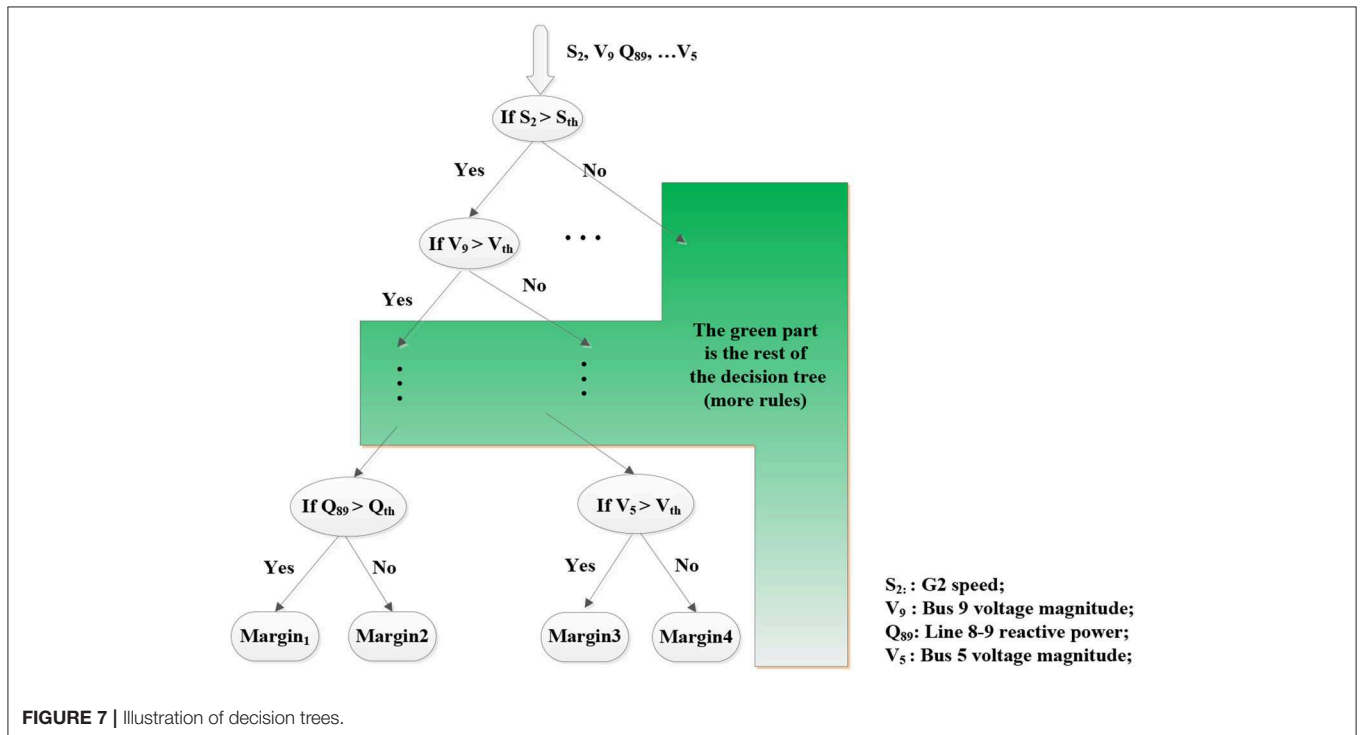 S₂, V₉ Q₈₉, …V₅
If S₂ > Sₜₕ
Yes
No
If V₉ > Vₜₕ
. . .
Yes
No
The green part
is the rest of
the decision tree
(more rules)
If Q₈₉ > Qₜₕ
If V₅ > Vₜₕ
Yes
No
Yes
No
Margin₁
Margin2
Margin3
Margin4
S₂: : G2 speed;
V₉ : Bus 9 voltage magnitude;
Q₈₉: Line 8-9 reactive power;
V₅ : Bus 5 voltage magnitude;
FIGURE 7 | Illustration of decision trees.